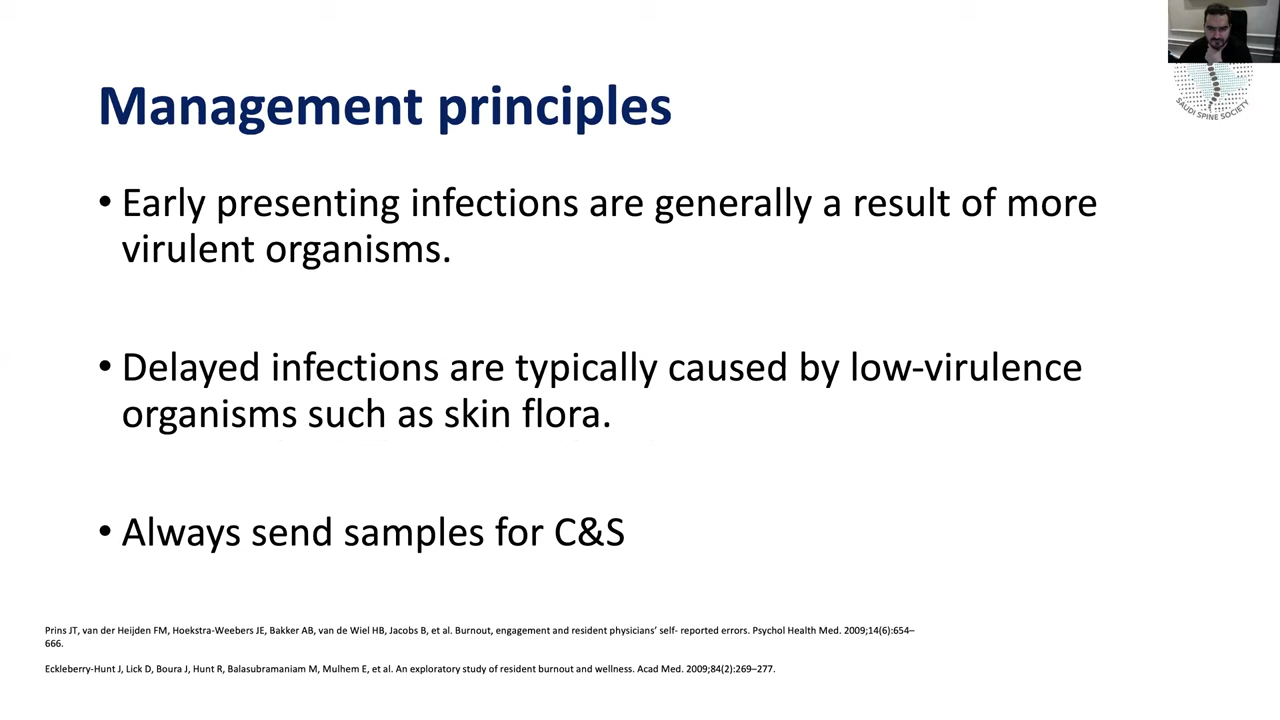 SAUDI SPINE SOCIETY
Management principles
• Early presenting infections are generally a result of more
virulent organisms.
• Delayed infections are typically caused by low-virulence
organisms such as skin flora.
• Always send samples for C&S
Prins JT, van der Heijden FM, Hoekstra-Weebers JE, Bakker AB, van de Wiel HB, Jacobs B, et al. Burnout, engagement and resident physicians’ self- reported errors. Psychol Health Med. 2009;14(6):654–
666.
Eckleberry-Hunt J, Lick D, Boura J, Hunt R, Balasubramaniam M, Mulhem E, et al. An exploratory study of resident burnout and wellness. Acad Med. 2009;84(2):269–277.